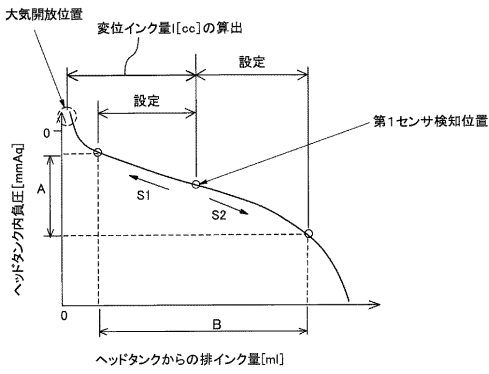 大気開放位置
変位インク量I[cc]の算出
設定
設定
第1センサ検知位置
0
S1
S2
A
ヘッドタンク内負圧[mmAq]
0
B
ヘッドタンクからの排インク量[ml]